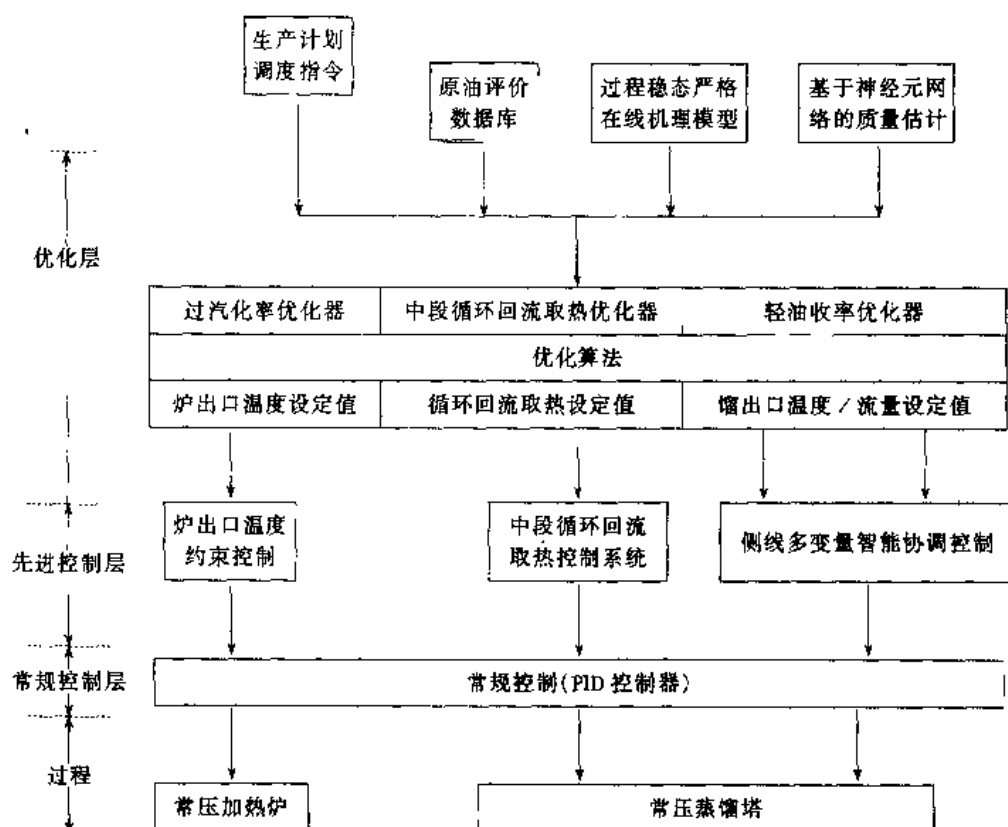 生产计划
调度指令
原油评价
数据库
过程稳态严格
在线机理模型
基于神经元网
络的质量估计
优化层
过汽化率优化器
中段循环回流取热优化器
轻油收率优化器
优化算法
炉出口温度设定值
循环回流取热设定值
馏出口温度／流量设定值
先进控制层
炉出口温度
约束控制
中段循环回流
取热控制系统
侧线多变量智能协调控制
常规控制层
常规控制(PID 控制器)
过程
常压加热炉
常压蒸馏塔